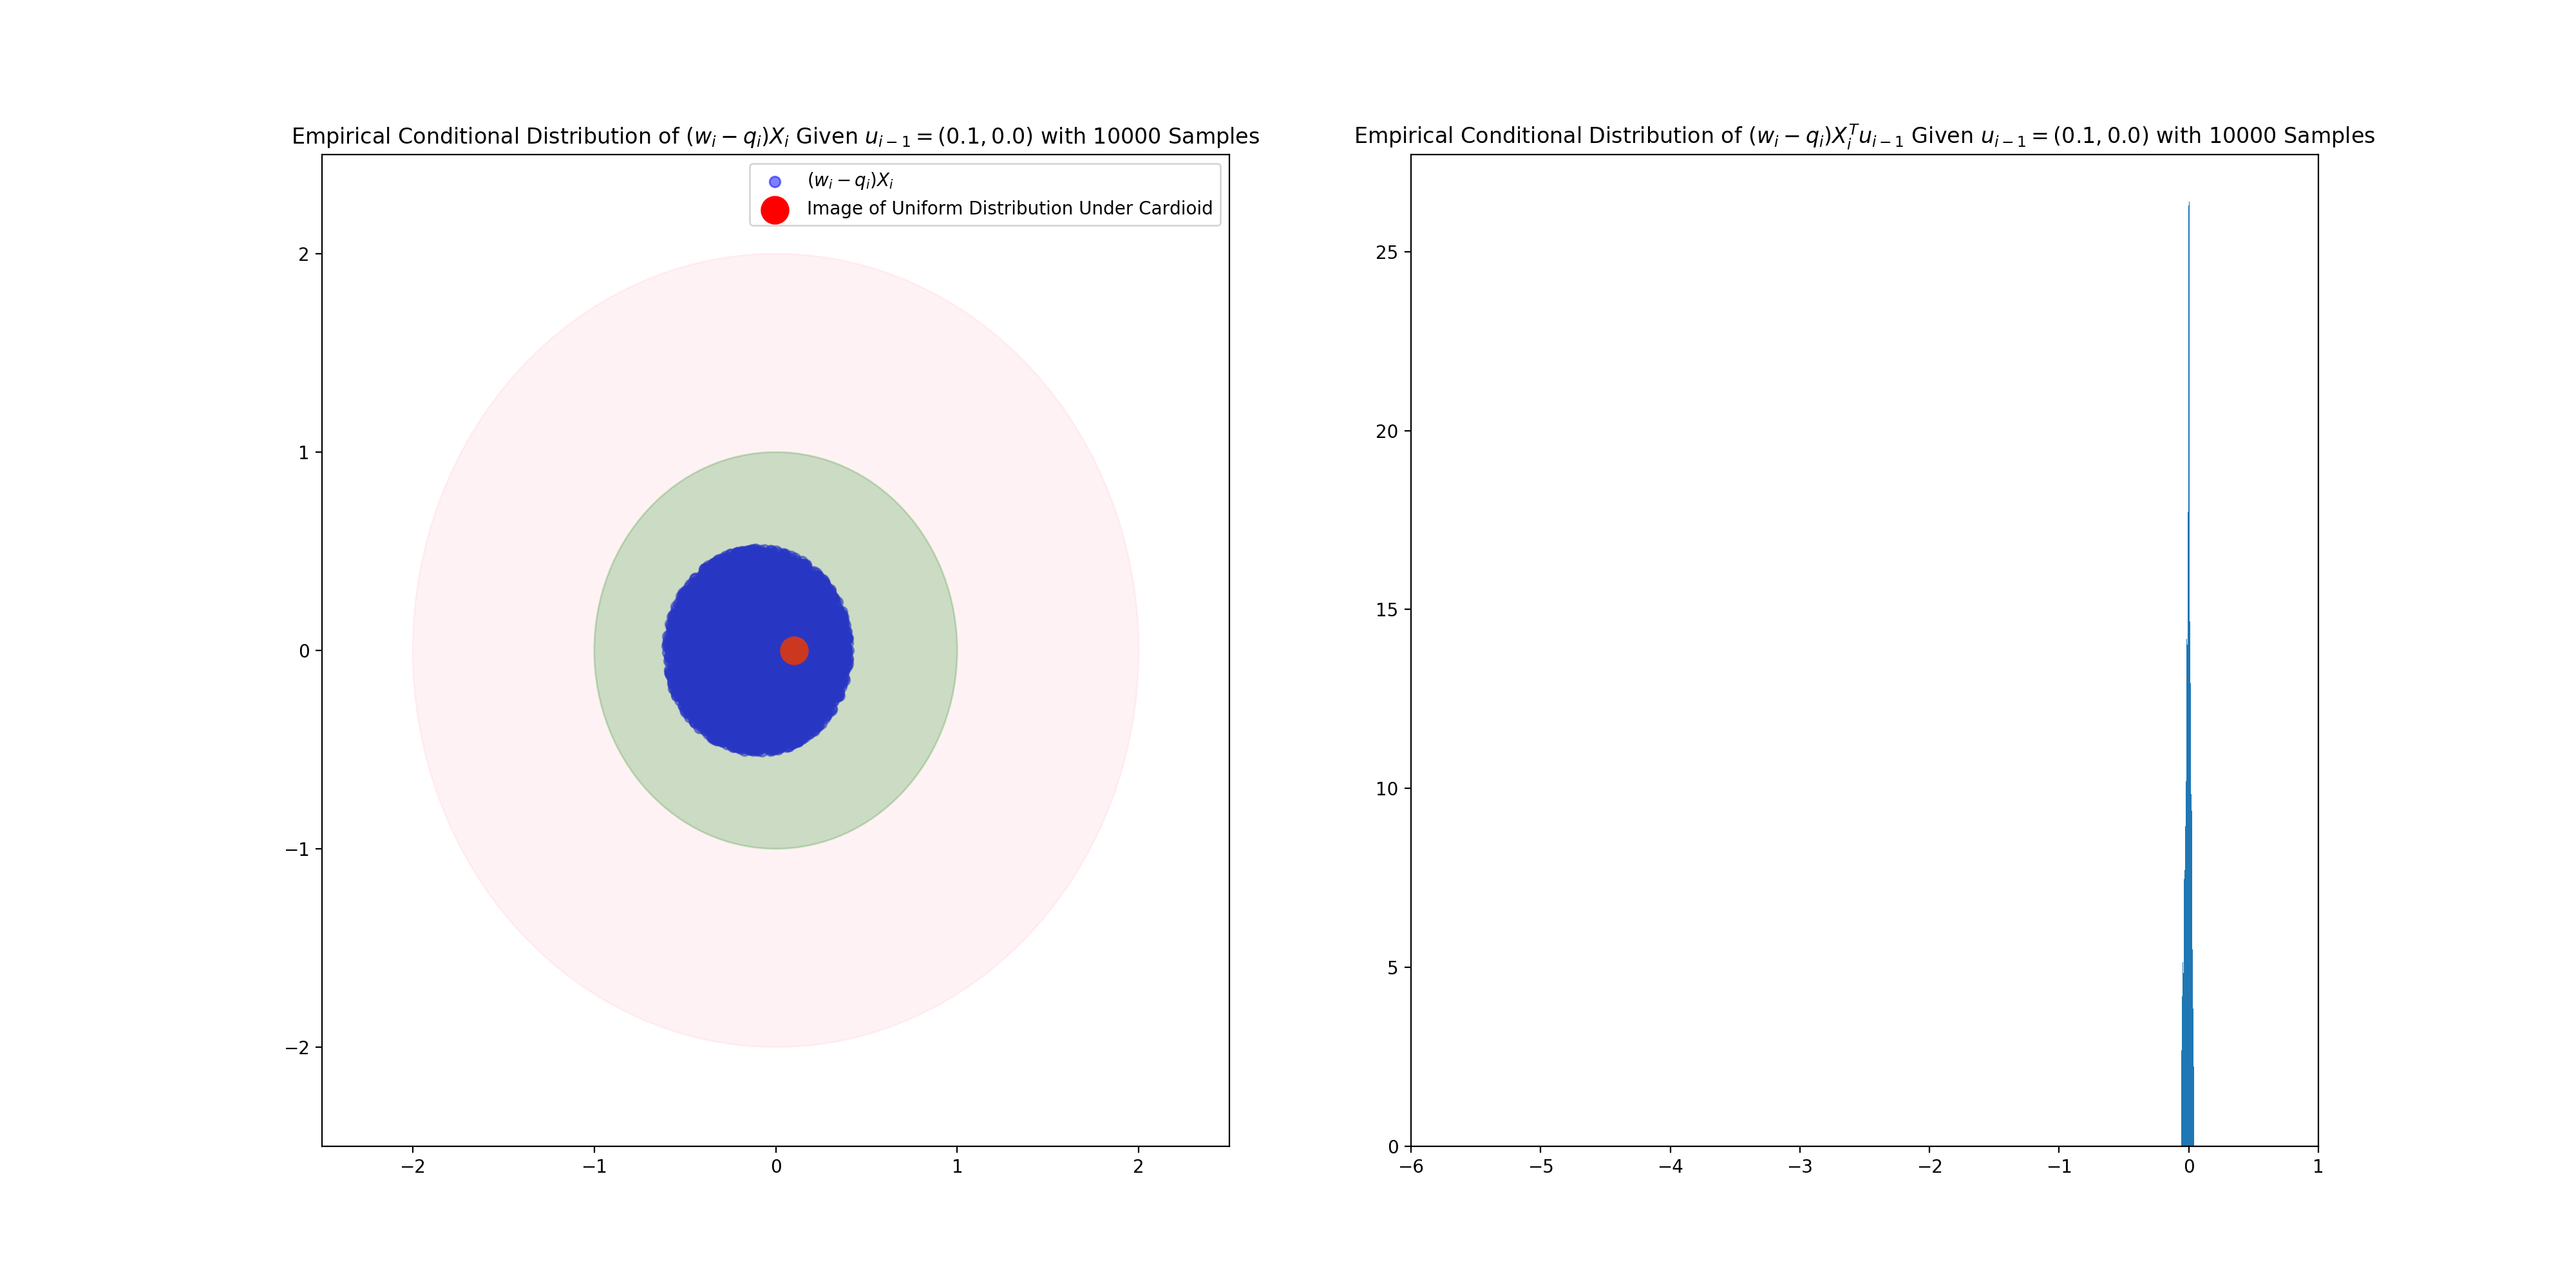 Empirical Conditional Distribution of $(w_i - q_i)X_i$ Given $u_{i-1} = (0.1, 0.0)$ with 10000 Samples
$(w_i - q_i)X_i$
Image of Uniform Distribution Under Cardioid
2
1
0
−1
−2
−2 −1 0 1 2
Empirical Conditional Distribution of $(w_i - q_i)X_i^T u_{i-1}$ Given $u_{i-1} = (0.1, 0.0)$ with 10000 Samples
25
20
15
10
5
0
−6 −5 −4 −3 −2 −1 0 1